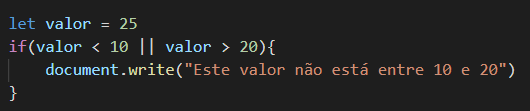 let valor = 25
if(valor < 10 || valor > 20){
    document.write("Este valor não está entre 10 e 20")
}